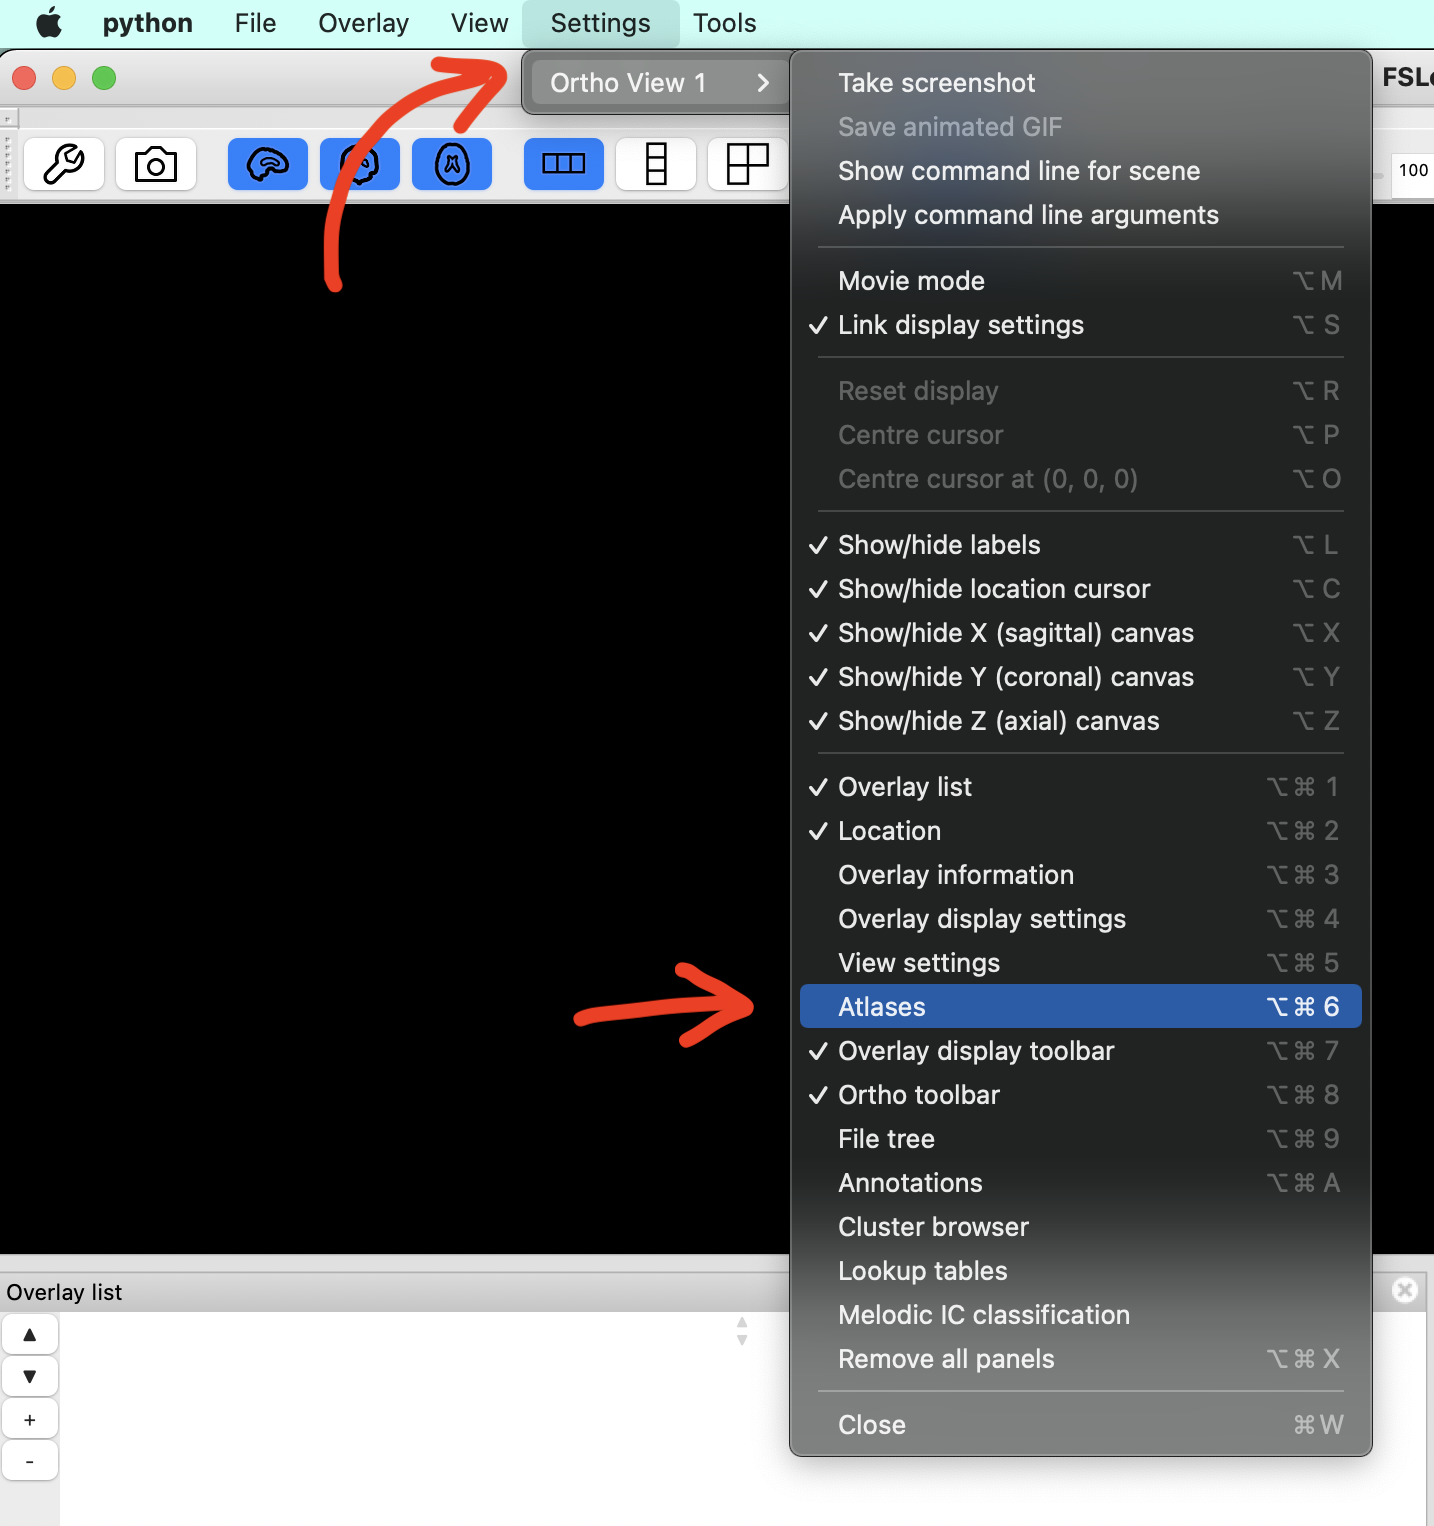 python File Overlay View Settings Tools
Ortho View 1
FSLe
100
Take screenshot
Save animated GIF
Show command line for scene
Apply command line arguments
Movie mode ⌥ M
✓ Link display settings ⌥ S
Reset display ⌥ R
Centre cursor ⌥ P
Centre cursor at (0, 0, 0) ⌥ O
✓ Show/hide labels ⌥ L
✓ Show/hide location cursor ⌥ C
✓ Show/hide X (sagittal) canvas ⌥ X
✓ Show/hide Y (coronal) canvas ⌥ Y
✓ Show/hide Z (axial) canvas ⌥ Z
✓ Overlay list ⌥⌘ 1
✓ Location ⌥⌘ 2
Overlay information ⌥⌘ 3
Overlay display settings ⌥⌘ 4
View settings ⌥⌘ 5
Atlases ⌥⌘ 6
✓ Overlay display toolbar ⌥⌘ 7
✓ Ortho toolbar ⌥⌘ 8
File tree ⌥⌘ 9
Annotations ⌥⌘ A
Cluster browser
Lookup tables
Melodic IC classification
Remove all panels ⌥⌘ X
Close ⌘W
Overlay list
+
-